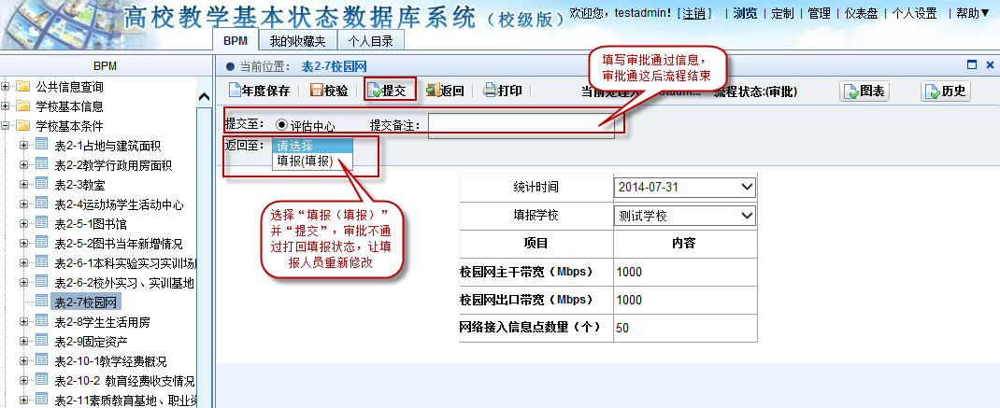 高校教学基本状态数据库系统（校级版）
欢迎您，testadmin! [注销] | 浏览 | 定制 | 管理 | 仪表盘 | 个人设置 | 帮助▼
BPM 我的收藏夹 个人目录
BPM
公共信息查询
学校基本信息
学校基本条件
表2-1占地与建筑面积
表2-2教学行政用房面积
表2-3教室
表2-4运动场学生活动中心
表2-5-1图书馆
表2-5-2图书当年新增情况
表2-6-1本科实验实习实训场
表2-6-2校外实习、实训基地
表2-7校园网
表2-8学生生活用房
表2-9固定资产
表2-10-1教学经费概况
表2-10-2 教育经费收支情况
表2-11素质教育基地、职业资
当前位置： 表2-7校园网
年度保存 | 校验 | 提交 | 返回 | 打印 |
当前处理人 testadm... 流程状态:(审批)
图表 历史
填写审批通过信息，
审批通这后流程结束
提交至： 评估中心 提交备注：
返回至： 请选择
填报(填报)
选择“填报（填报）”
并“提交”，审批不通
过打回填报状态，让填
报人员重新修改
统计时间 2014-07-31
填报学校 测试学校
项目 内容
校园网主干带宽（Mbps） 1000
校园网出口带宽（Mbps） 1000
网络接入信息点数量（个） 50